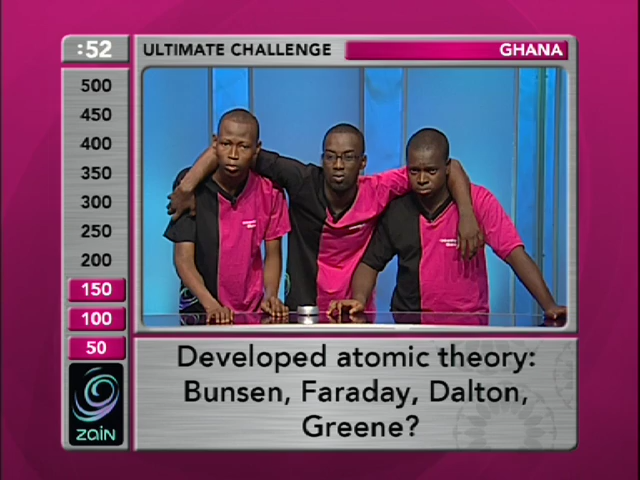 :52
ULTIMATE CHALLENGE
GHANA
500
450
400
350
300
250
200
150
100
50
zain
Developed atomic theory:
Bunsen, Faraday, Dalton,
Greene?